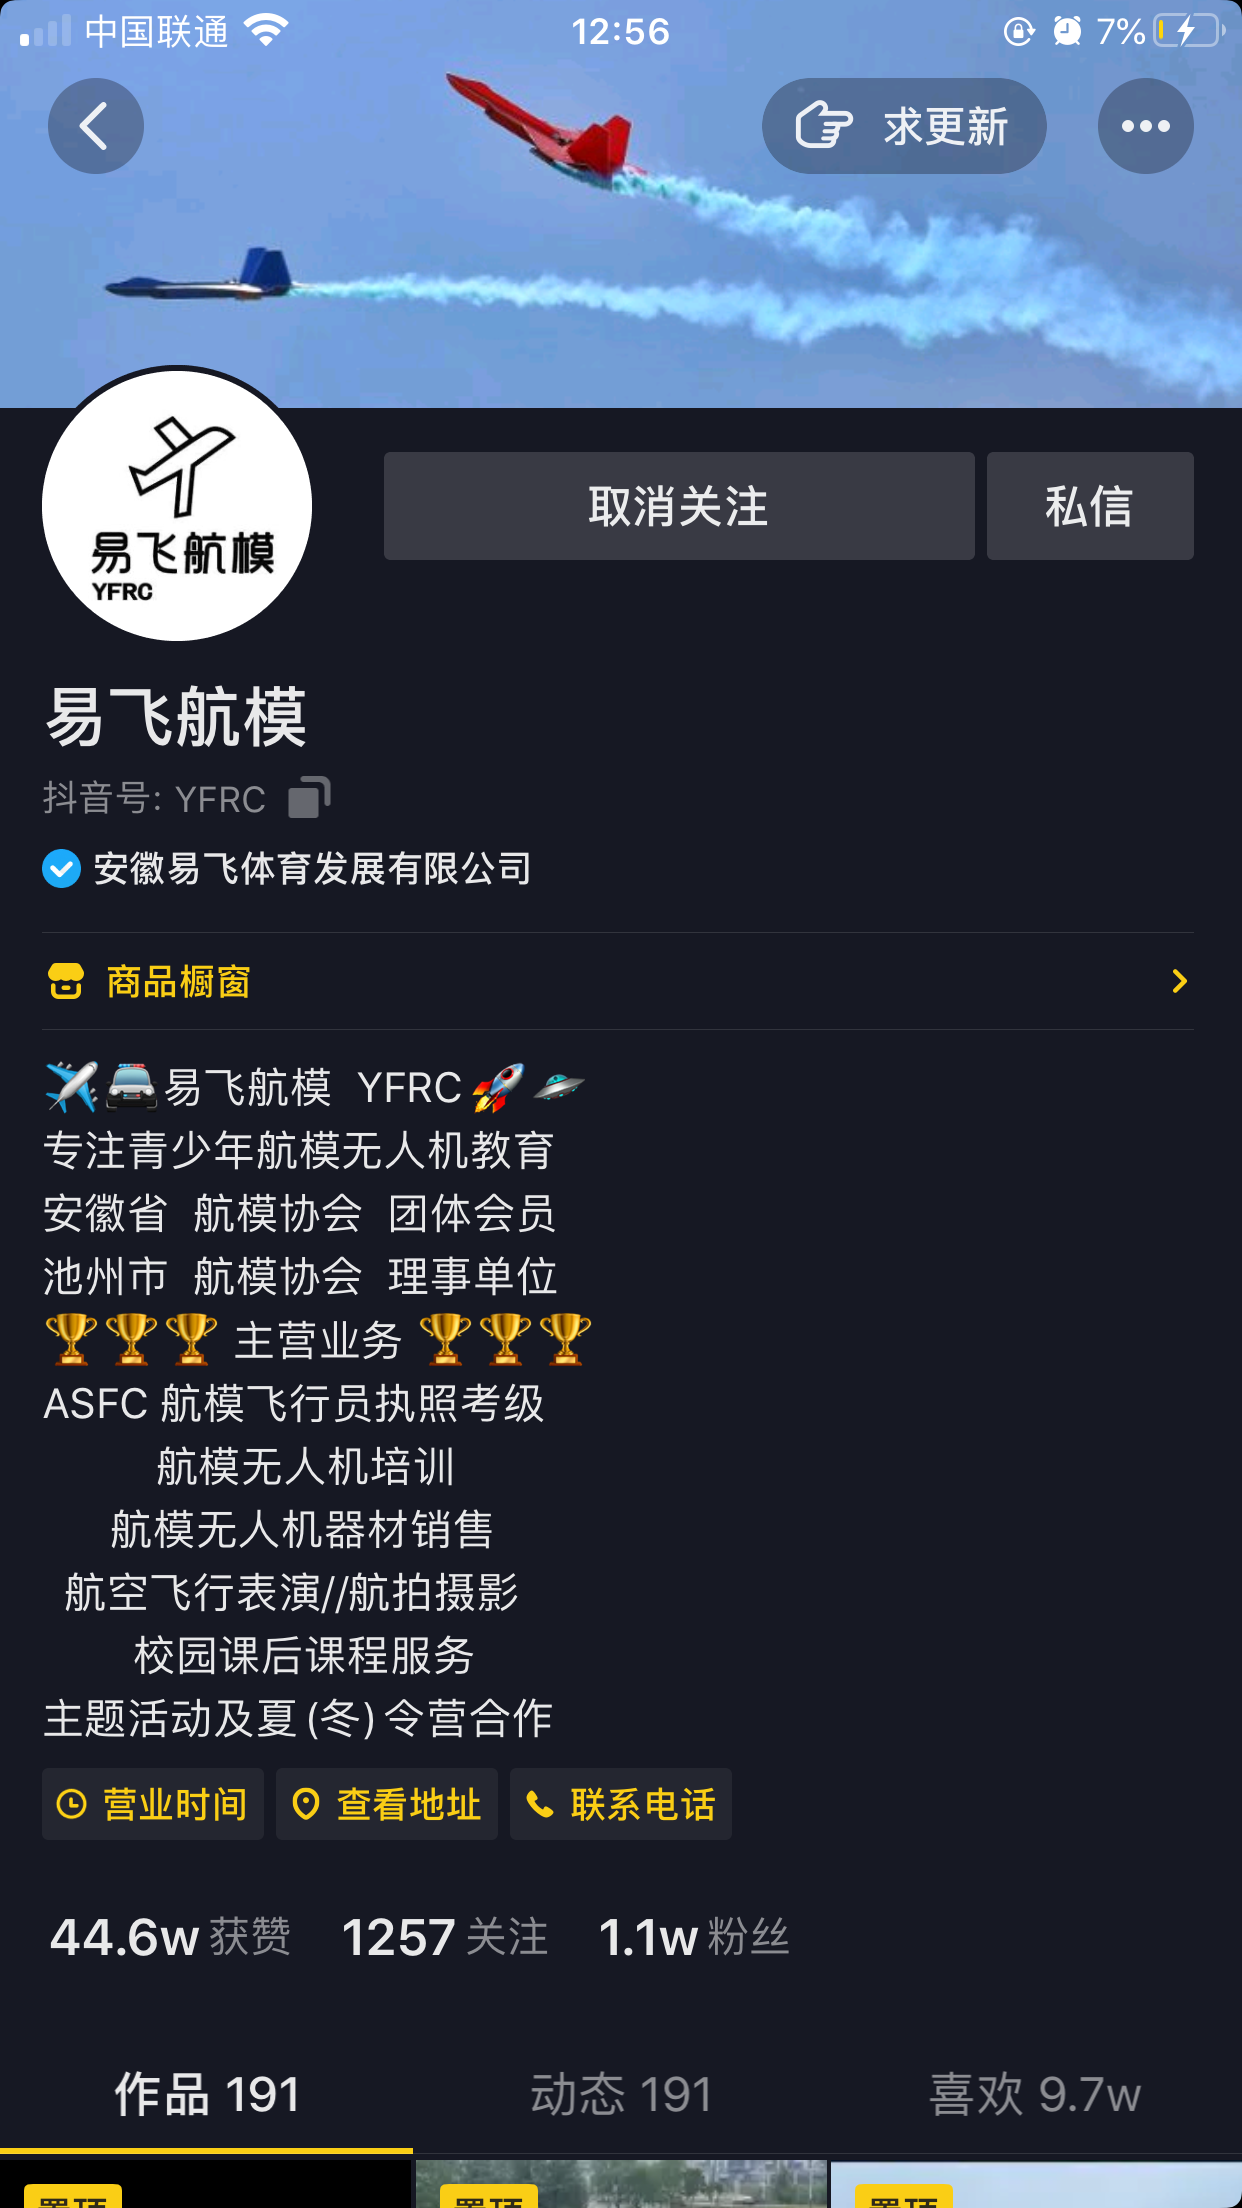 中国联通 12:56 7%
求更新
易飞航模
YFRC
取消关注 私信
易飞航模
抖音号: YFRC
安徽易飞体育发展有限公司
商品橱窗
✈️🚔易飞航模 YFRC🚀🛸
专注青少年航模无人机教育
安徽省 航模协会 团体会员
池州市 航模协会 理事单位
🏆🏆🏆 主营业务 🏆🏆🏆
ASFC 航模飞行员执照考级
航模无人机培训
航模无人机器材销售
航空飞行表演//航拍摄影
校园课后课程服务
主题活动及夏(冬)令营合作
营业时间 查看地址 联系电话
44.6w 获赞 1257 关注 1.1w 粉丝
作品 191 动态 191 喜欢 9.7w
置顶 置顶 置顶